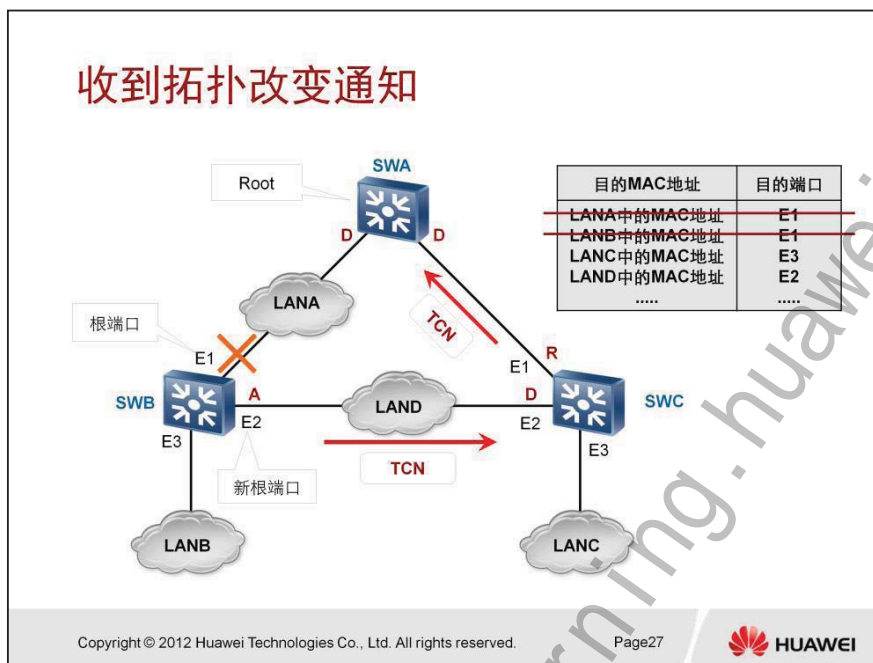 收到拓扑改变通知
SWA
Root
D
D
目的MAC地址 目的端口
LANA中的MAC地址 E1
LANB中的MAC地址 E1
LANC中的MAC地址 E3
LAND中的MAC地址 E2
..... .....
LANA
TCN
根端口
E1
E1
R
SWB
A
LAND
D
SWC
E2
E2
E3
E3
TCN
新根端口
LANB
LANC
rning.huawei.
Copyright © 2012 Huawei Technologies Co., Ltd. All rights reserved.
Page27
HUAWEI